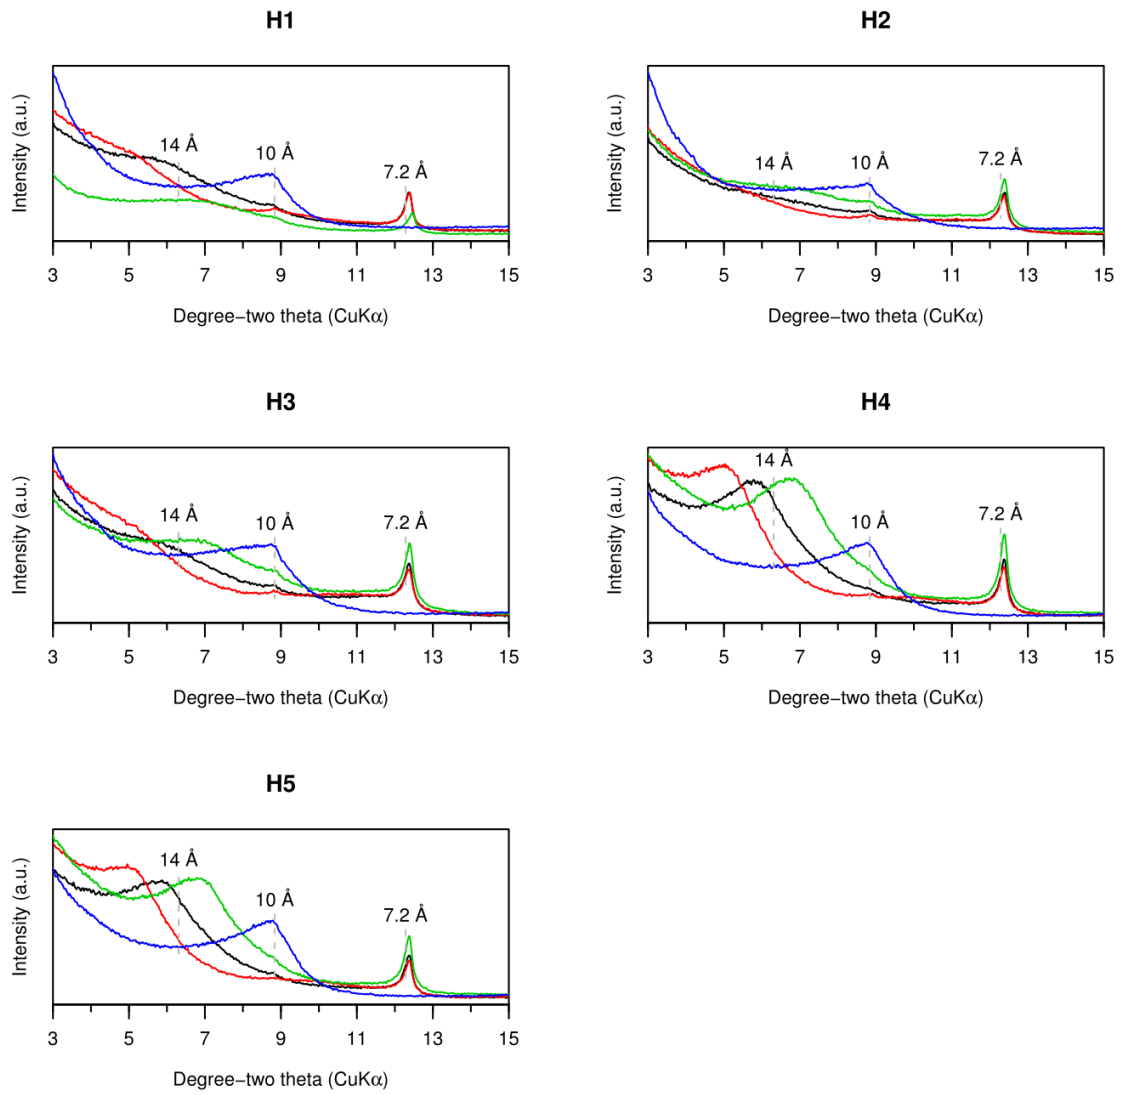 H1
Intensity (a.u.)
14 Å
10 Å
7.2 Å
3 5 7 9 11 13 15
Degree−two theta (CuKα)
H2
Intensity (a.u.)
14 Å
10 Å
7.2 Å
3 5 7 9 11 13 15
Degree−two theta (CuKα)
H3
Intensity (a.u.)
14 Å
10 Å
7.2 Å
3 5 7 9 11 13 15
Degree−two theta (CuKα)
H4
Intensity (a.u.)
14 Å
10 Å
7.2 Å
3 5 7 9 11 13 15
Degree−two theta (CuKα)
H5
Intensity (a.u.)
14 Å
10 Å
7.2 Å
3 5 7 9 11 13 15
Degree−two theta (CuKα)